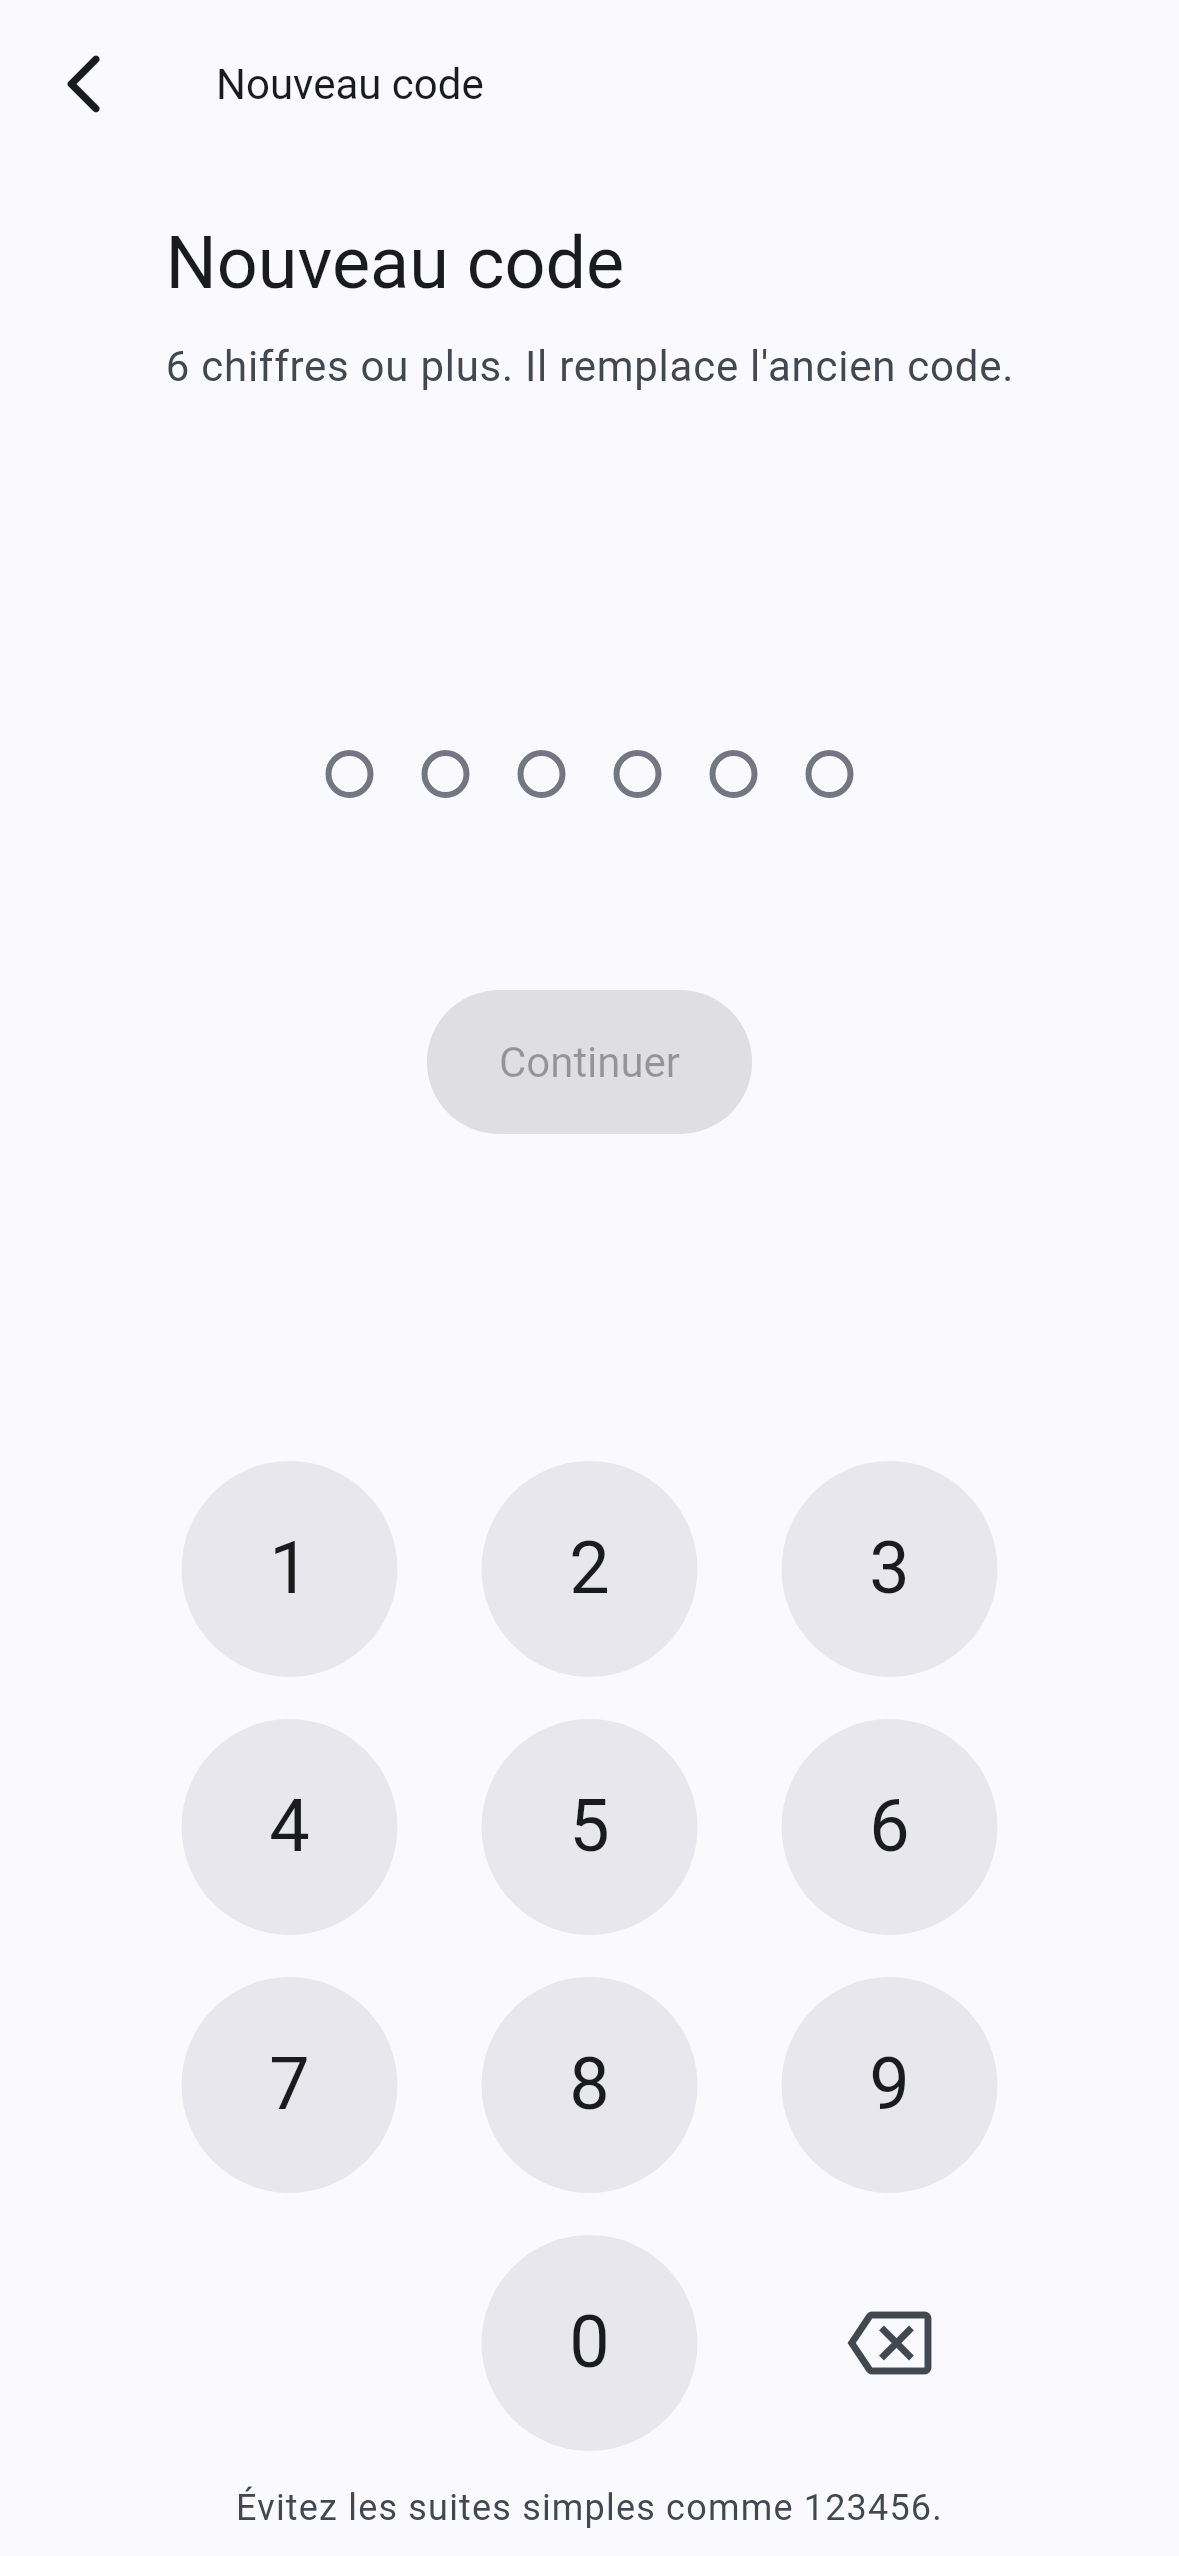 Nouveau code
Nouveau code
6 chiffres ou plus. Il remplace l'ancien code.
Continuer
1 2 3
4 5 6
7 8 9
0
Évitez les suites simples comme 123456.